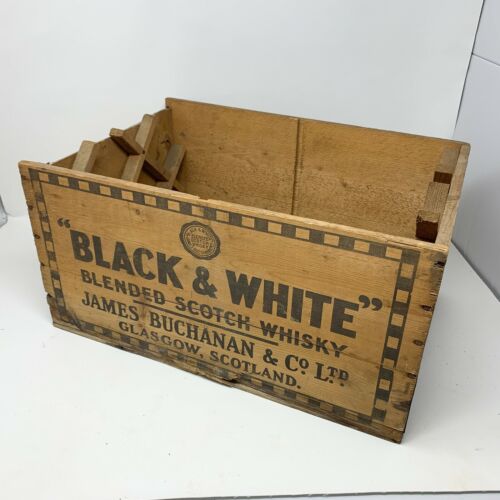 "BLACK & WHITE"
BLENDED SCOTCH WHISKY
JAMES BUCHANAN & Cº LTD
GLASGOW, SCOTLAND.